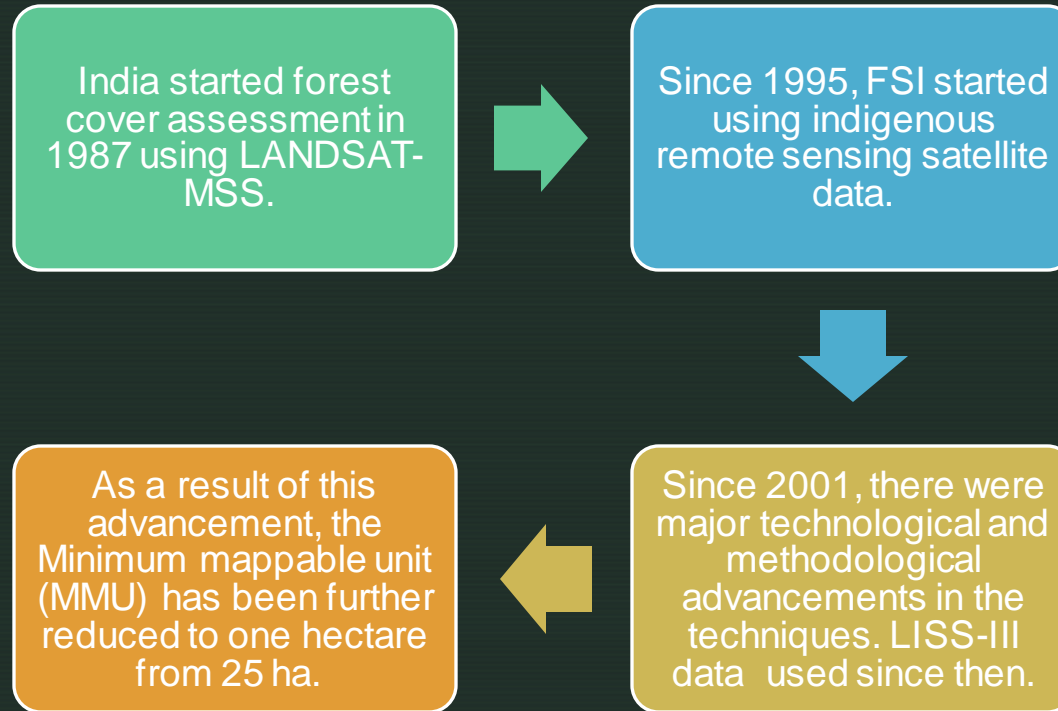 India started forest
cover assessment in
1987 using LANDSAT-
MSS.
Since 1995, FSI started
using indigenous
remote sensing satellite
data.
Since 2001, there were
major technological and
methodological
advancements in the
techniques. LISS-III
data used since then.
As a result of this
advancement, the
Minimum mappable unit
(MMU) has been further
reduced to one hectare
from 25 ha.